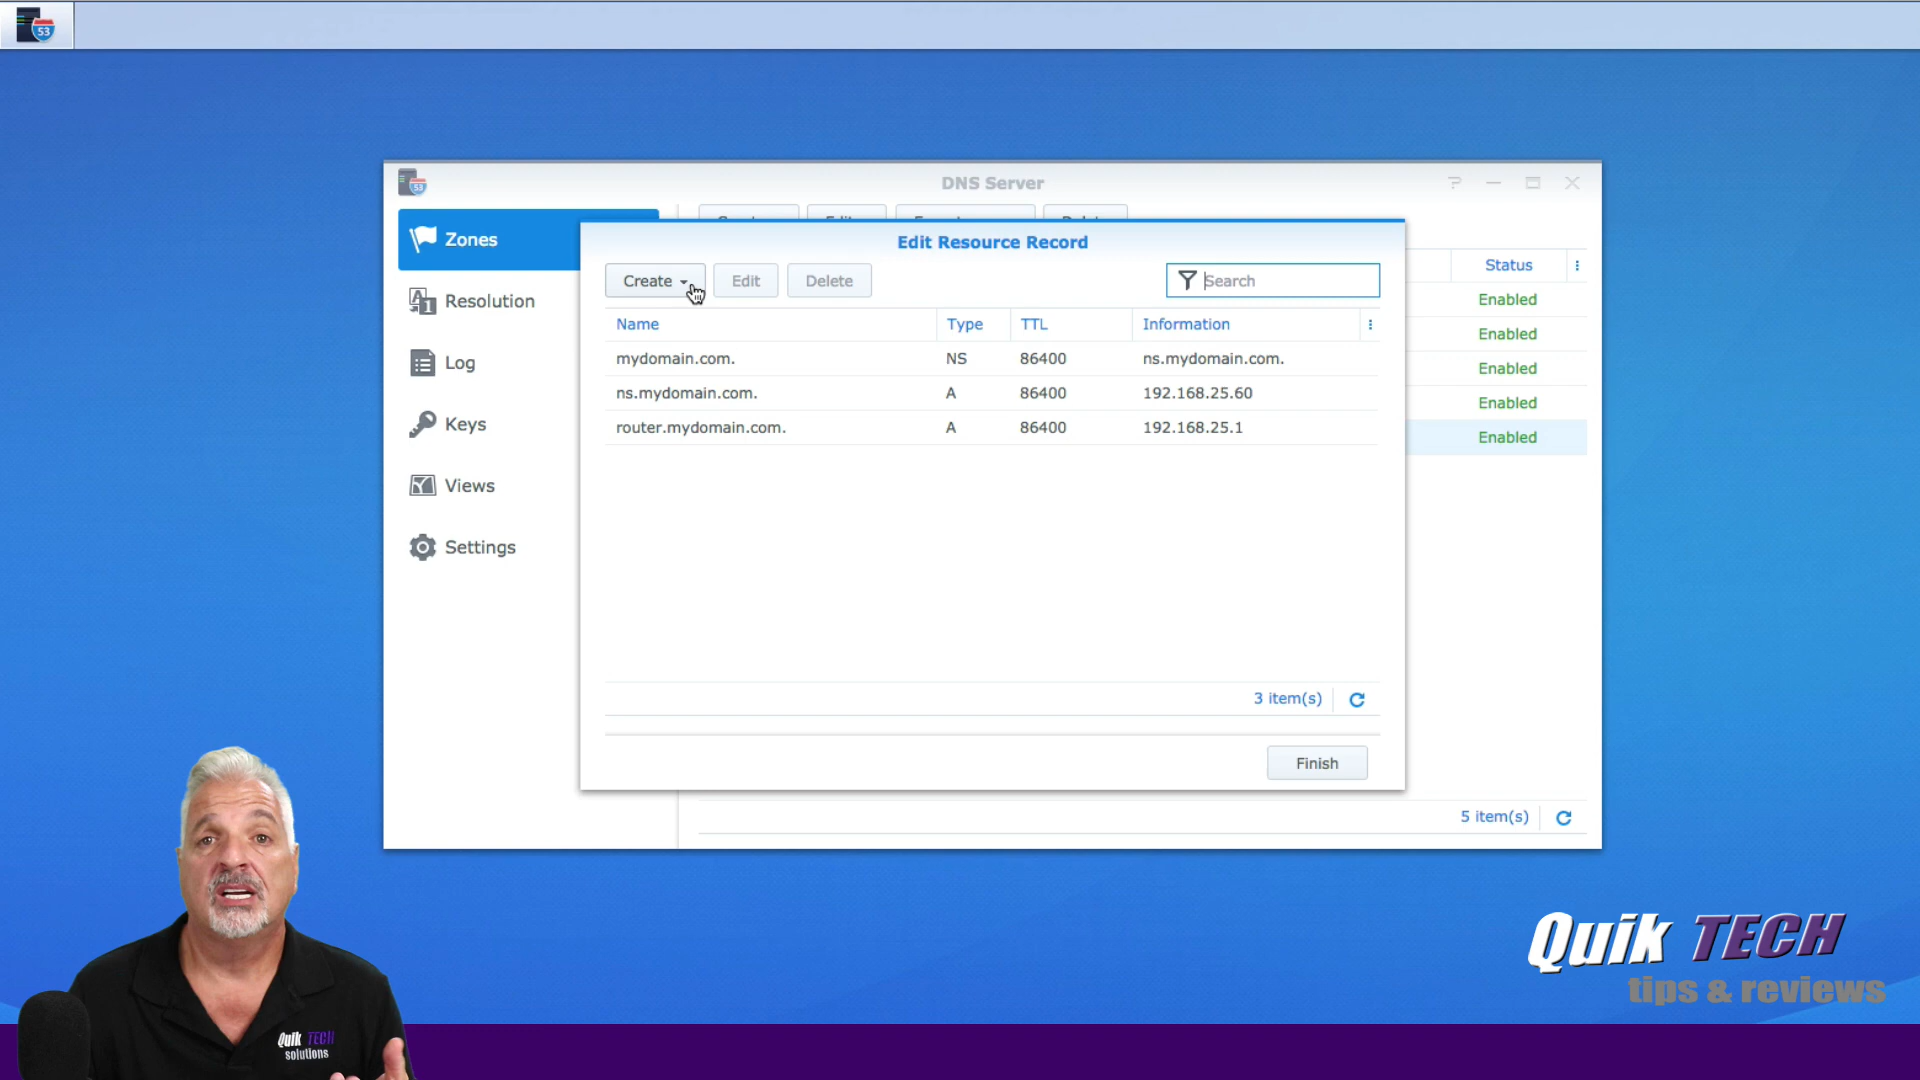 53
53
DNS Server
Zones
Resolution
Log
Keys
Views
Settings
Status
Enabled
Enabled
Enabled
Enabled
Enabled
5 item(s)
Edit Resource Record
Create
Edit
Delete
Search
Name Type TTL Information
mydomain.com. NS 86400 ns.mydomain.com.
ns.mydomain.com. A 86400 192.168.25.60
router.mydomain.com. A 86400 192.168.25.1
3 item(s)
Finish
Quik TECH
solutions
Quik TECH
tips & reviews